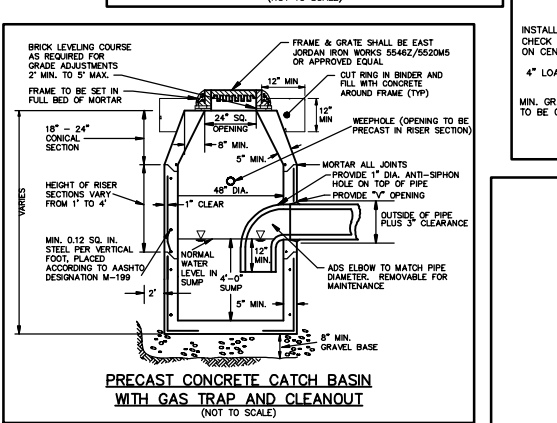 (NOT TO SCALE)
BRICK LEVELING COURSE
AS REQUIRED FOR
GRADE ADJUSTMENTS
2' MIN. TO 5' MAX.
FRAME TO BE SET IN
FULL BED OF MORTAR
FRAME & GRATE SHALL BE EAST
JORDAN IRON WORKS 5546Z/5520M5
OR APPROVED EQUAL
12" MIN
CUT RING IN BINDER AND
FILL WITH CONCRETE
AROUND FRAME (TYP)
12"
MIN
24" SQ.
OPENING
WEEPHOLE (OPENING TO BE
PRECAST IN RISER SECTION)
18" - 24"
CONICAL
SECTION
8" MIN.
5" MIN.
MORTAR ALL JOINTS
PROVIDE 1" DIA. ANTI-SIPHON
HOLE ON TOP OF PIPE
PROVIDE "V" OPENING
48" DIA.
1" CLEAR
HEIGHT OF RISER
SECTIONS VARY
FROM 1' TO 4'
VARIES
OUTSIDE OF PIPE
PLUS 3" CLEARANCE
MIN. 0.12 SQ. IN.
STEEL PER VERTICAL
FOOT, PLACED
ACCORDING TO AASHTO
DESIGNATION M-199
NORMAL
WATER
LEVEL IN
SUMP
12"
MIN.
4'-0"
SUMP
ADS ELBOW TO MATCH PIPE
DIAMETER. REMOVABLE FOR
MAINTENANCE
2'
5" MIN.
8" MIN.
GRAVEL BASE
PRECAST CONCRETE CATCH BASIN
WITH GAS TRAP AND CLEANOUT
(NOT TO SCALE)
INSTALL
CHECK
ON CEN
4" LOA
MIN. GR
TO BE C